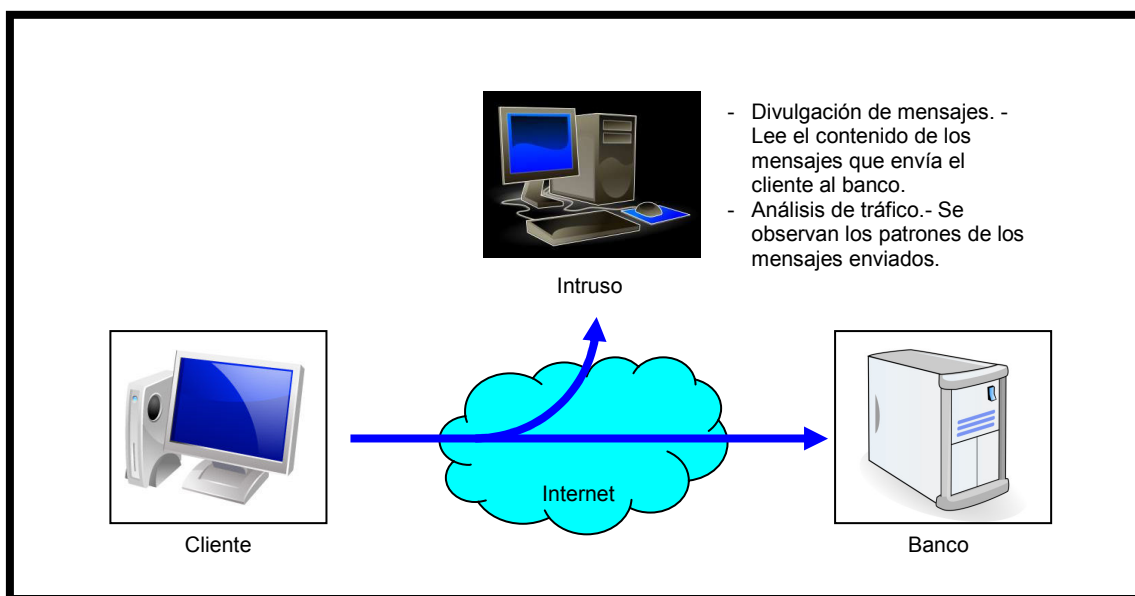 - Divulgación de mensajes. -
Lee el contenido de los
mensajes que envía el
cliente al banco.
- Análisis de tráfico.- Se
observan los patrones de los
mensajes enviados.
Intruso
Internet
Cliente
Banco